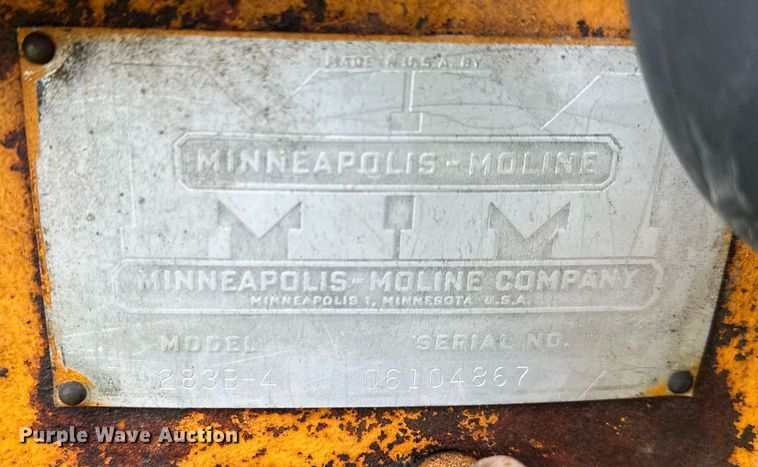 MADE IN U.S.A. BY
MINNEAPOLIS-MOLINE
M M
MINNEAPOLIS-MOLINE COMPANY
MINNEAPOLIS 1, MINNESOTA U.S.A.
MODEL SERIAL NO.
283B-4 06104867
Purple Wave Auction